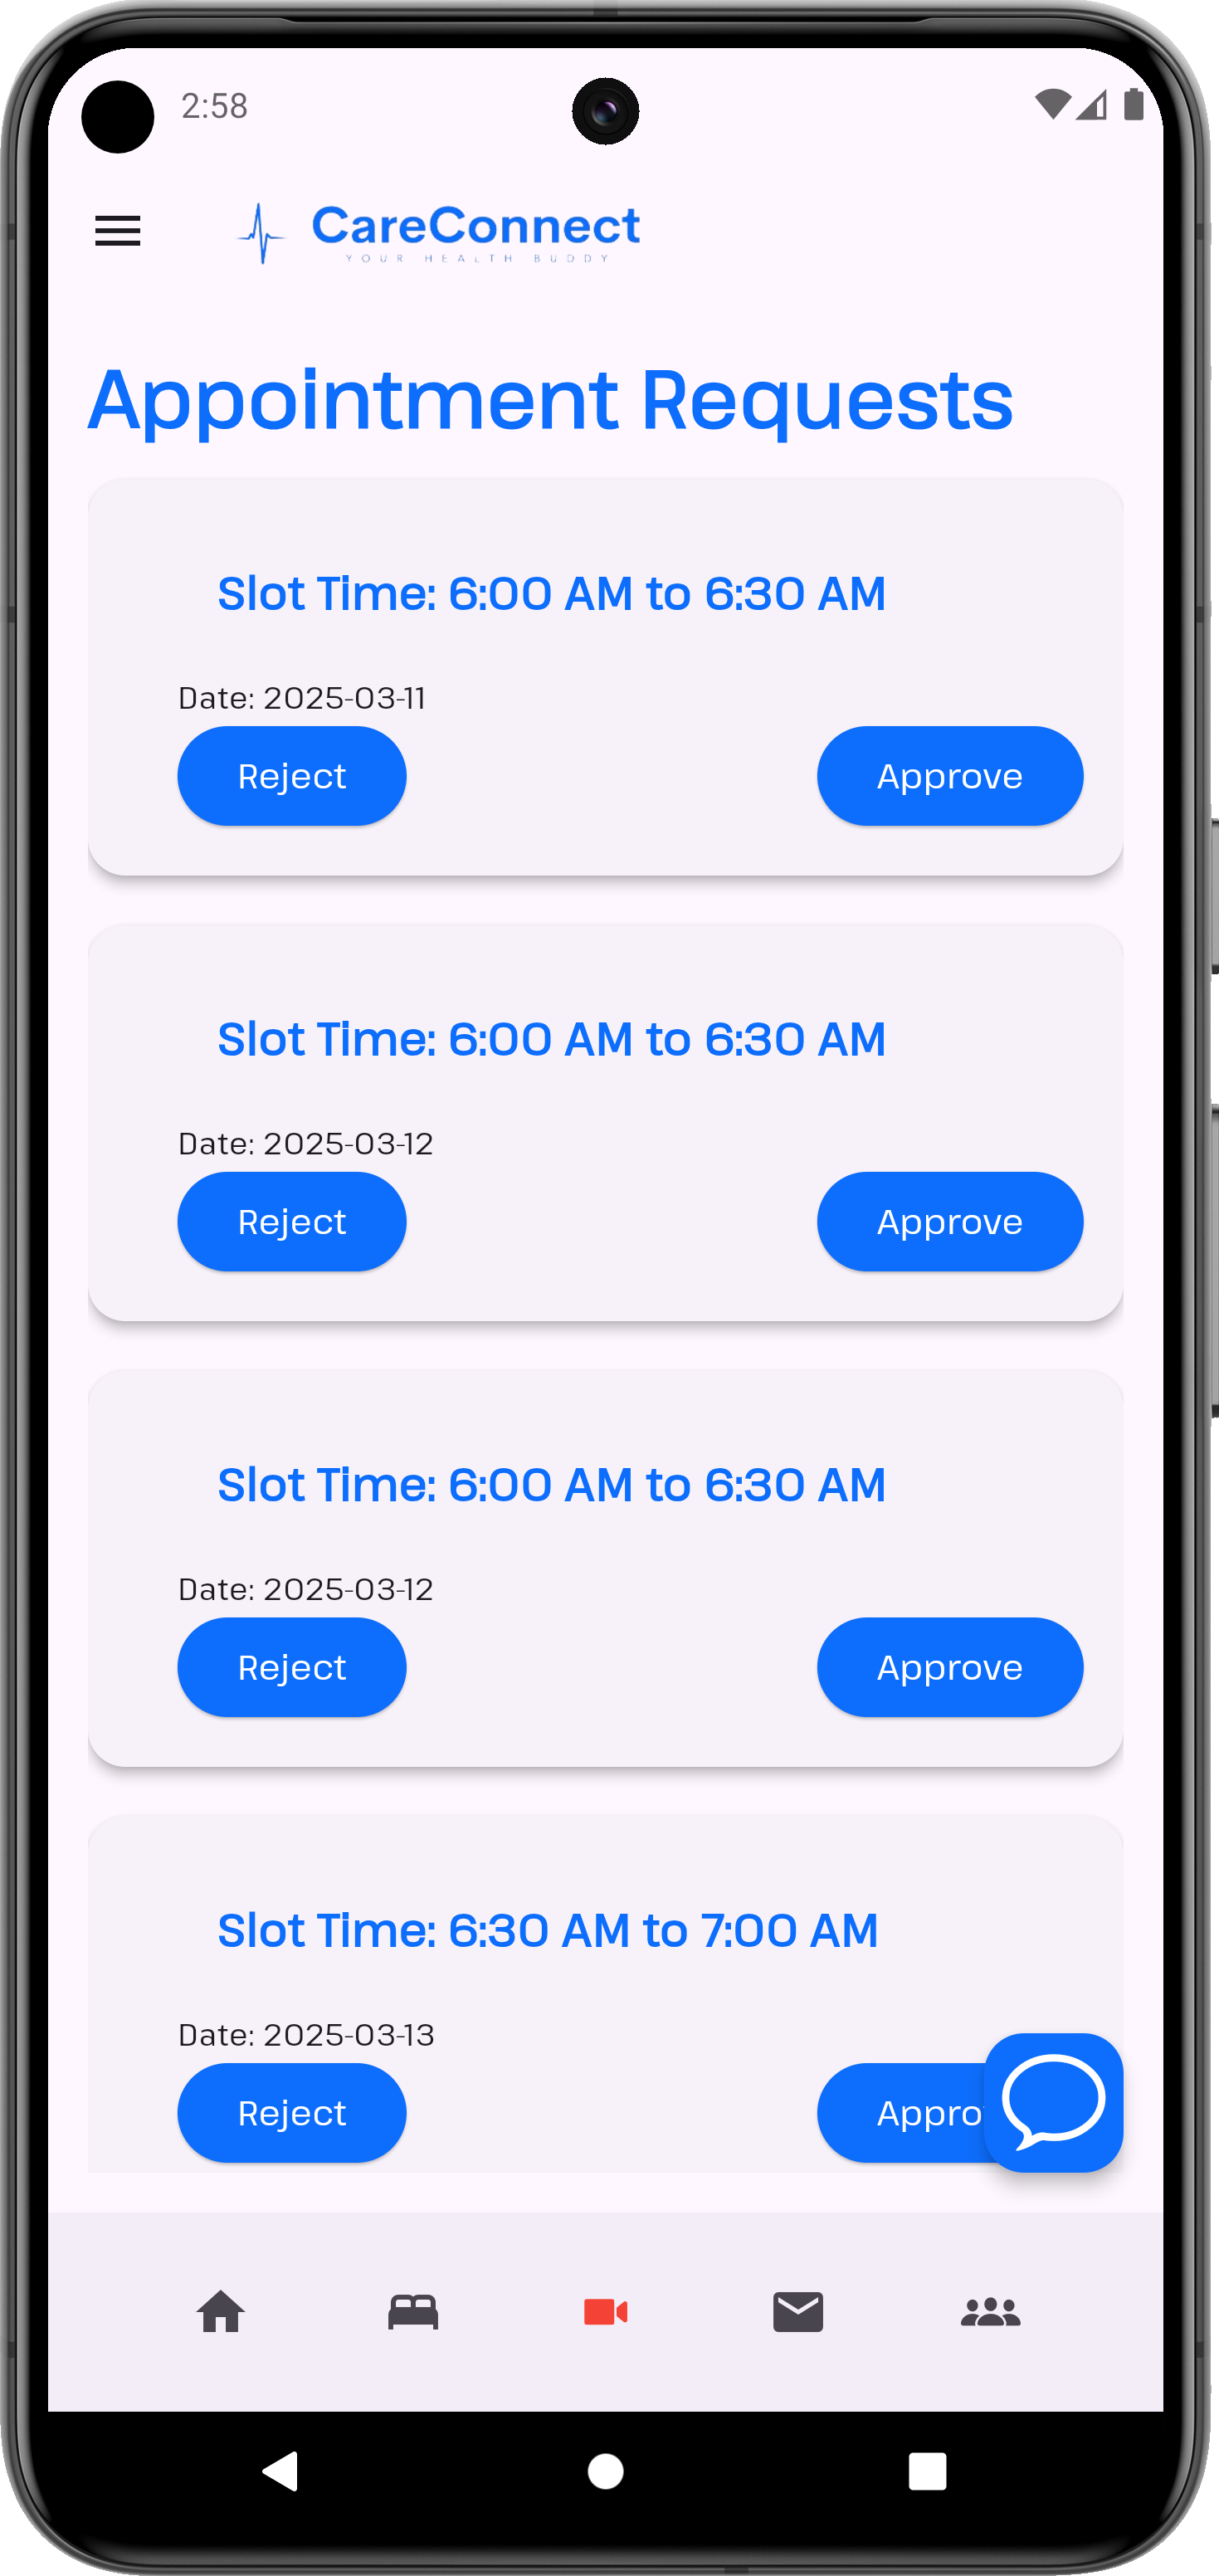 2:58
CareConnect
YOUR HEALTH BUDDY
Appointment Requests
Slot Time: 6:00 AM to 6:30 AM
Date: 2025-03-11
Reject Approve
Slot Time: 6:00 AM to 6:30 AM
Date: 2025-03-12
Reject Approve
Slot Time: 6:00 AM to 6:30 AM
Date: 2025-03-12
Reject Approve
Slot Time: 6:30 AM to 7:00 AM
Date: 2025-03-13
Reject Appro